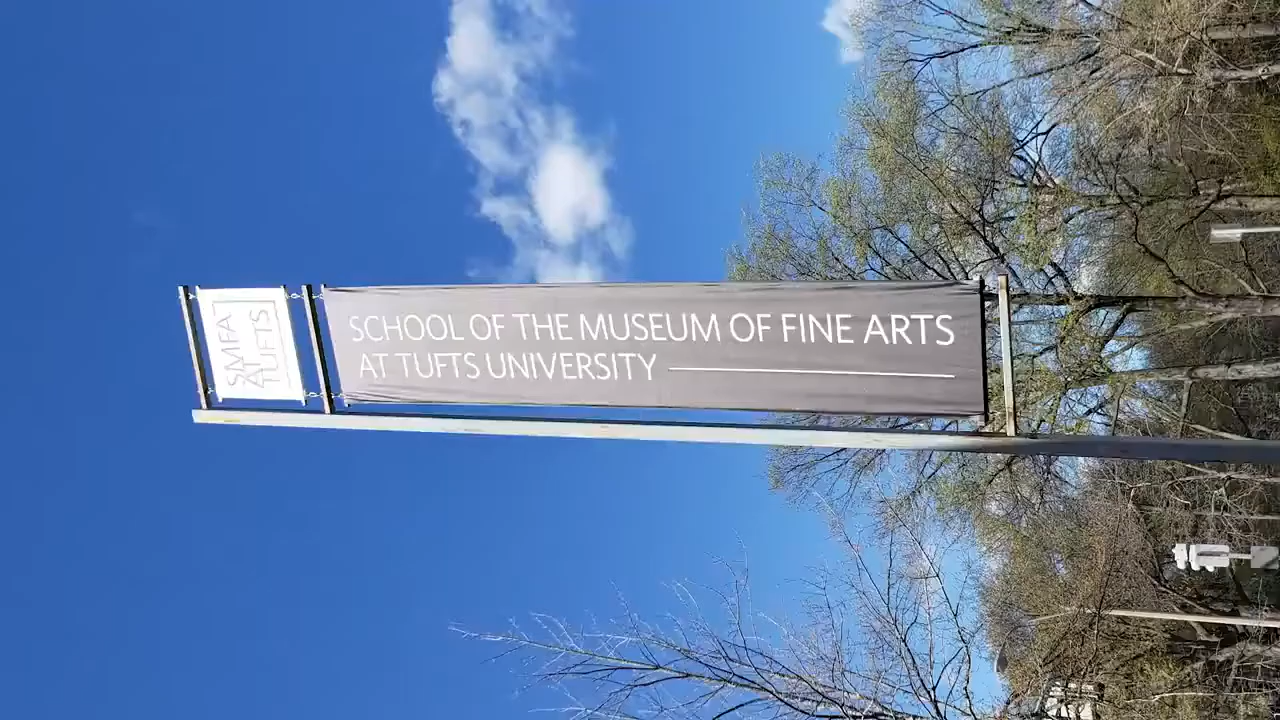 SMFA
AT
TUFTS
SCHOOL OF THE MUSEUM OF FINE ARTS
AT TUFTS UNIVERSITY